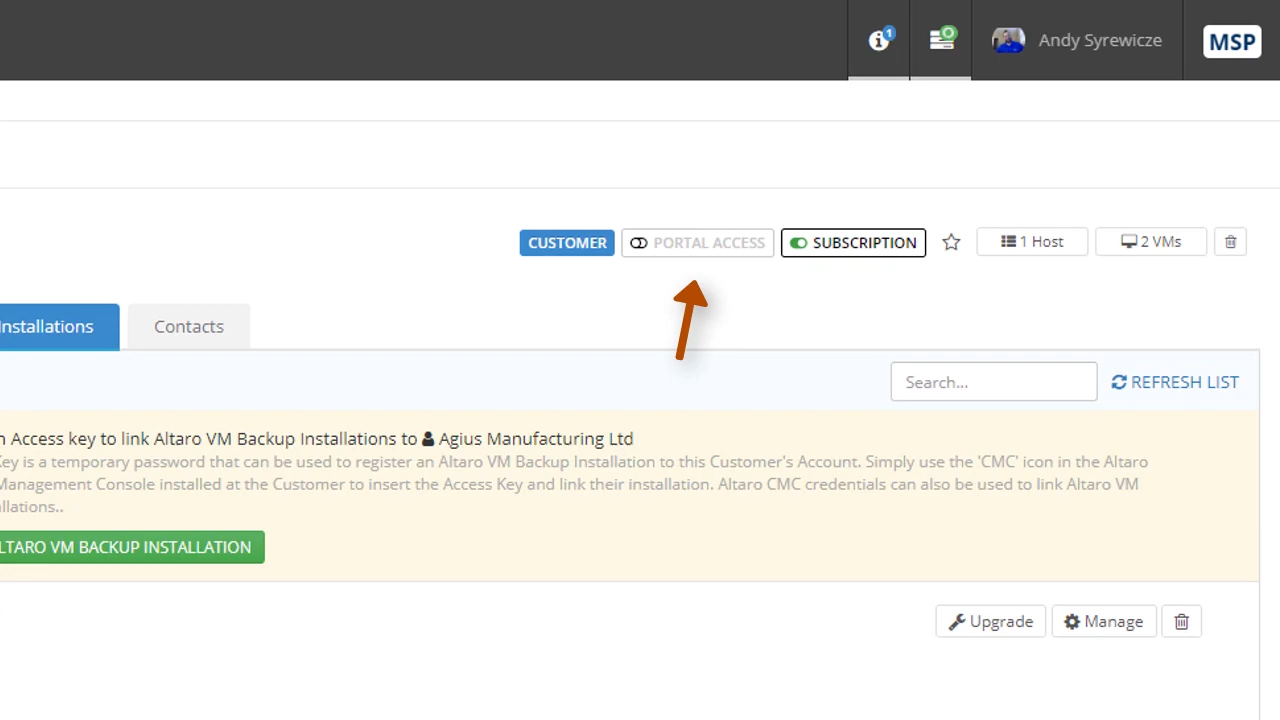 1
Andy Syrewicze
MSP
CUSTOMER
PORTAL ACCESS
SUBSCRIPTION
1 Host
2 VMs
Installations
Contacts
Search...
REFRESH LIST
Access key to link Altaro VM Backup Installations to Agius Manufacturing Ltd
Key is a temporary password that can be used to register an Altaro VM Backup Installation to this Customer's Account. Simply use the 'CMC' icon in the Altaro
Management Console installed at the Customer to insert the Access Key and link their installation. Altaro CMC credentials can also be used to link Altaro VM
llations..
LTARO VM BACKUP INSTALLATION
Upgrade
Manage